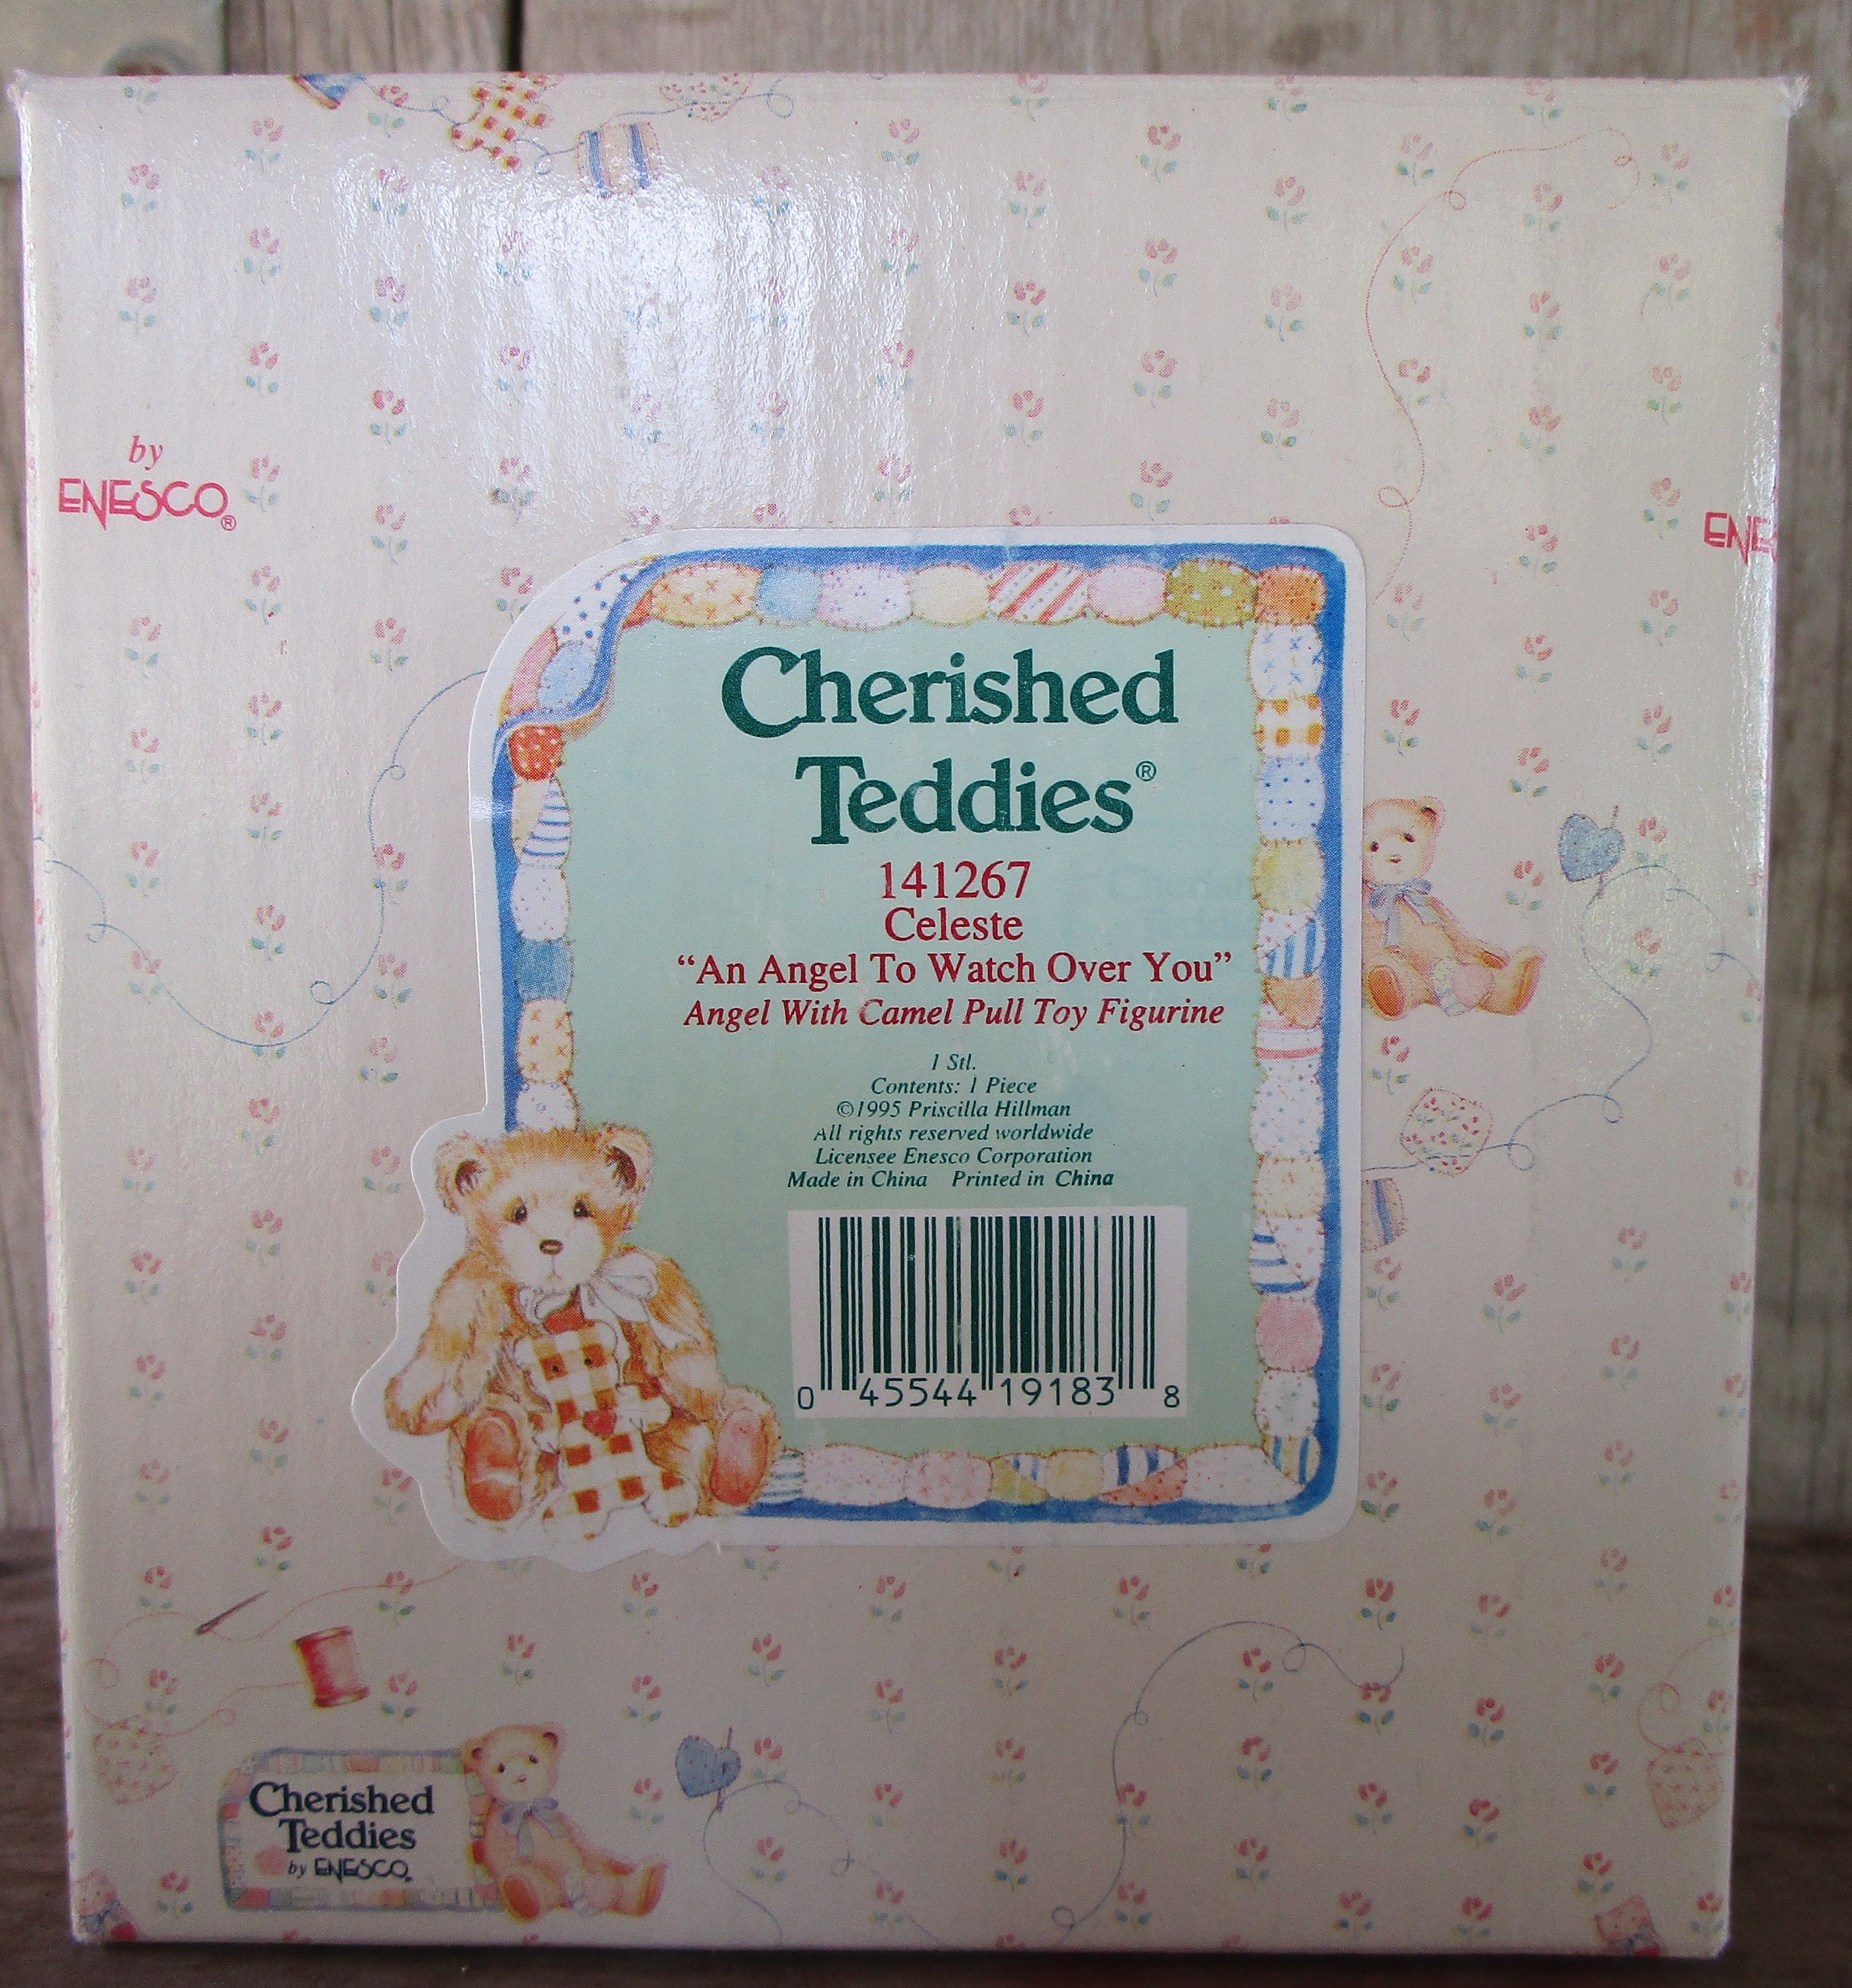 by
ENESCO®
ENE
Cherished
Teddies®
141267
Celeste
“An Angel To Watch Over You”
Angel With Camel Pull Toy Figurine
1 Stl.
Contents: 1 Piece
©1995 Priscilla Hillman
All rights reserved worldwide
Licensee Enesco Corporation
Made in China Printed in China
0 45544 19183 8
Cherished
Teddies
by ENESCO